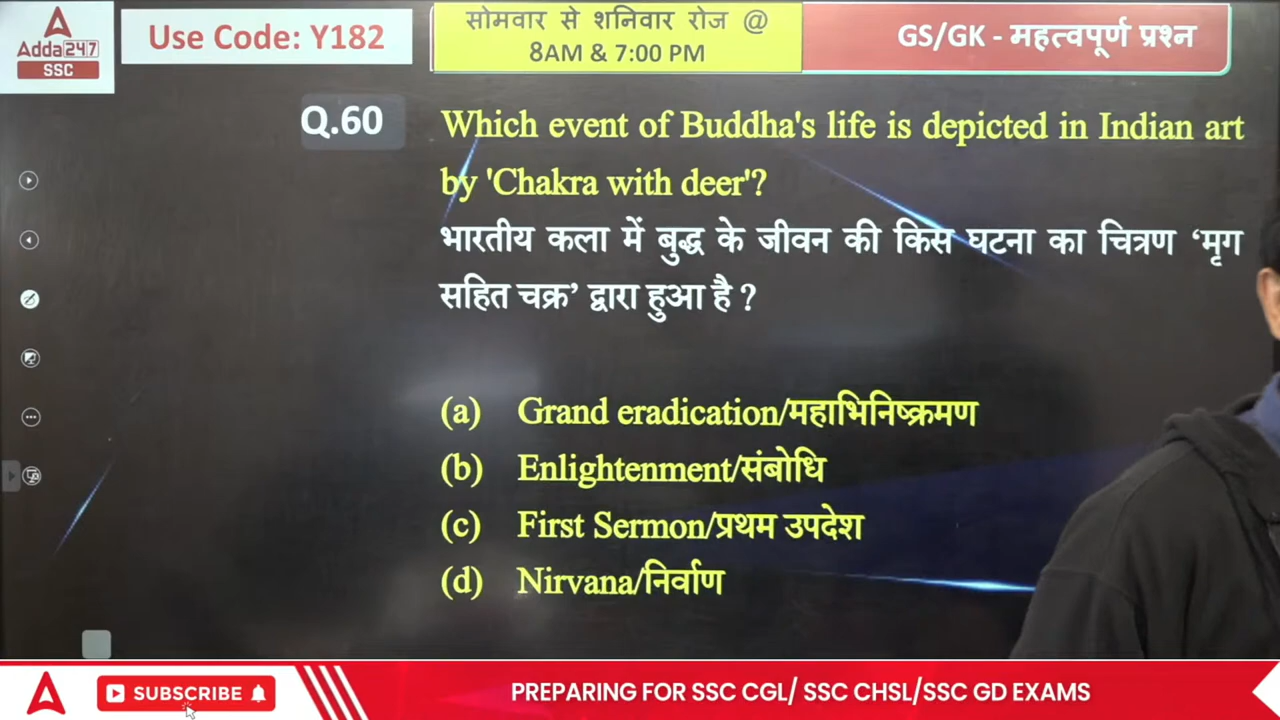 Adda247
SSC
Use Code: Y182
सोमवार से शनिवार रोज @
8AM & 7:00 PM
GS/GK - महत्वपूर्ण प्रश्न
Q.60
Which event of Buddha's life is depicted in Indian art
by 'Chakra with deer'?
भारतीय कला में बुद्ध के जीवन की किस घटना का चित्रण ‘मृग
सहित चक्र’ द्वारा हुआ है ?
(a) Grand eradication/महाभिनिष्क्रमण
(b) Enlightenment/संबोधि
(c) First Sermon/प्रथम उपदेश
(d) Nirvana/निर्वाण
SUBSCRIBE
PREPARING FOR SSC CGL/ SSC CHSL/SSC GD EXAMS